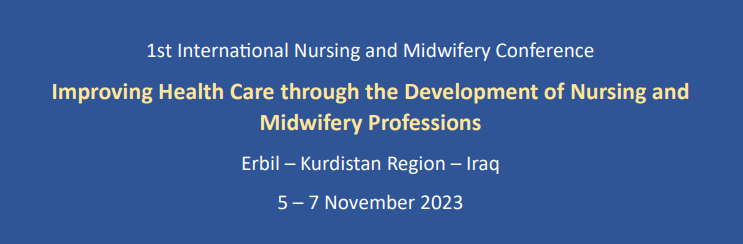 1st International Nursing and Midwifery Conference
Improving Health Care through the Development of Nursing and
Midwifery Professions
Erbil – Kurdistan Region – Iraq
5 – 7 November 2023